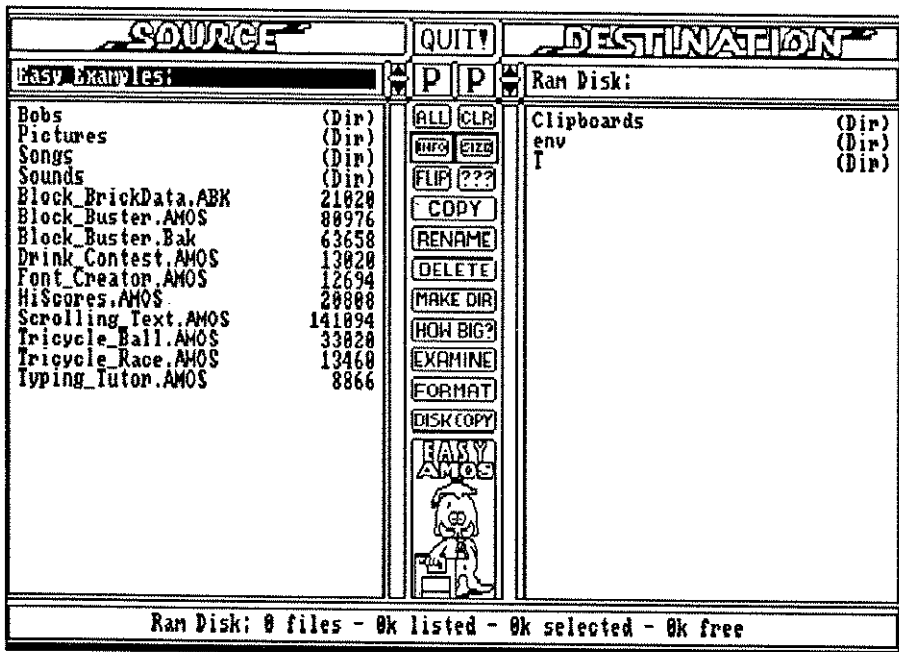 SOURCE
QUIT!
DESTINATION
Easy Examples:
P P
Ram Disk:
Bobs (Dir)
Pictures (Dir)
Songs (Dir)
Sounds (Dir)
Block_BrickData.ABK 21020
Block_Buster.AMOS 80976
Block_Buster.Bak 63658
Drink_Contest.AMOS 13020
Font_Creator.AMOS 12694
HiScores.AMOS 20808
Scrolling_Text.AMOS 141094
Tricycle_Ball.AMOS 33020
Tricycle_Race.AMOS 13460
Typing_Tutor.AMOS 8866
ALL CLR
INFO SIZE
FLIP ???
COPY
RENAME
DELETE
MAKE DIR
HOW BIG?
EXAMINE
FORMAT
DISK COPY
EASY
AMOS
Clipboards (Dir)
env (Dir)
T (Dir)
Ram Disk: 0 files - 0k listed - 0k selected - 0k free